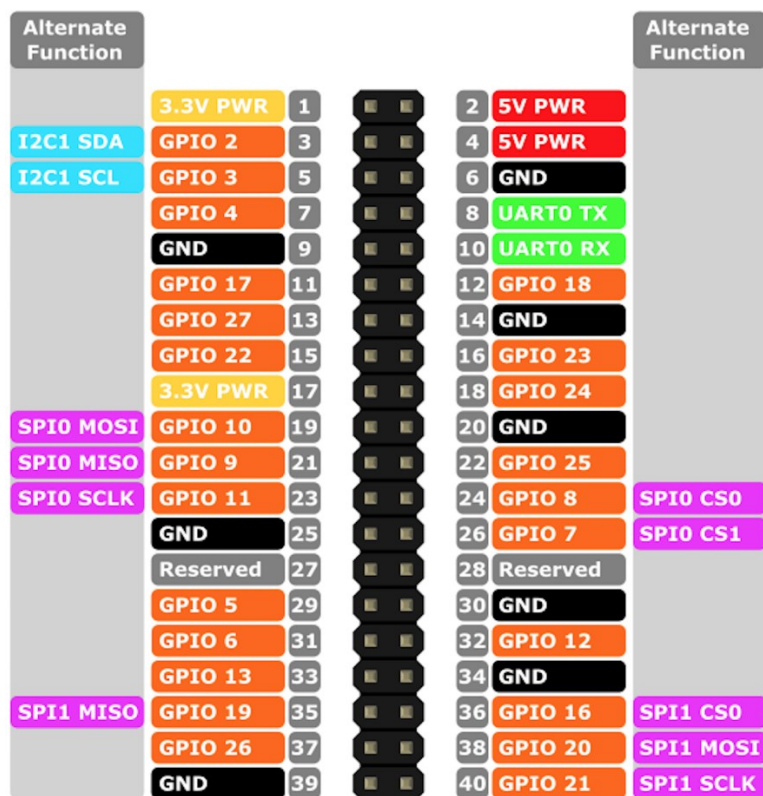 Alternate
Function
Alternate
Function
3.3V PWR 1 2 5V PWR
I2C1 SDA GPIO 2 3 4 5V PWR
I2C1 SCL GPIO 3 5 6 GND
GPIO 4 7 8 UART0 TX
GND 9 10 UART0 RX
GPIO 17 11 12 GPIO 18
GPIO 27 13 14 GND
GPIO 22 15 16 GPIO 23
3.3V PWR 17 18 GPIO 24
SPI0 MOSI GPIO 10 19 20 GND
SPI0 MISO GPIO 9 21 22 GPIO 25
SPI0 SCLK GPIO 11 23 24 GPIO 8 SPI0 CS0
GND 25 26 GPIO 7 SPI0 CS1
Reserved 27 28 Reserved
GPIO 5 29 30 GND
GPIO 6 31 32 GPIO 12
GPIO 13 33 34 GND
SPI1 MISO GPIO 19 35 36 GPIO 16 SPI1 CS0
GPIO 26 37 38 GPIO 20 SPI1 MOSI
GND 39 40 GPIO 21 SPI1 SCLK